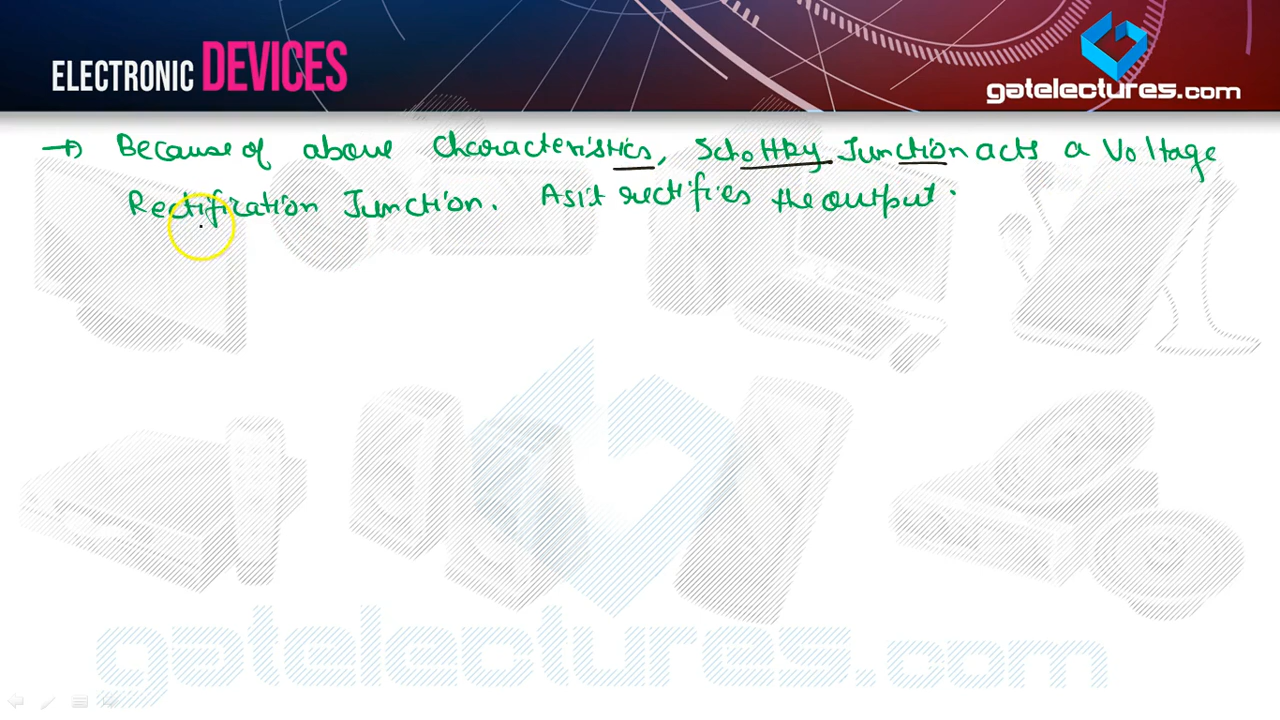 ELECTRONIC DEVICES
gatelectures.com
→ Because of above Characteristics, Schottky Junction acts a Voltage
Rectification Junction. As it rectifies the output.
gatelectures.com